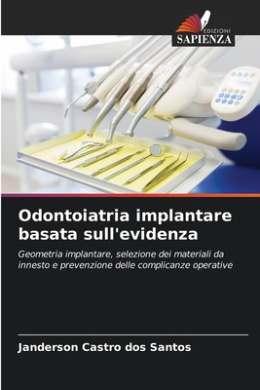 EDIZIONI
SAPIENZA
Odontoiatria implantare
basata sull'evidenza
Geometria implantare, selezione dei materiali da
innesto e prevenzione delle complicanze operative
Janderson Castro dos Santos